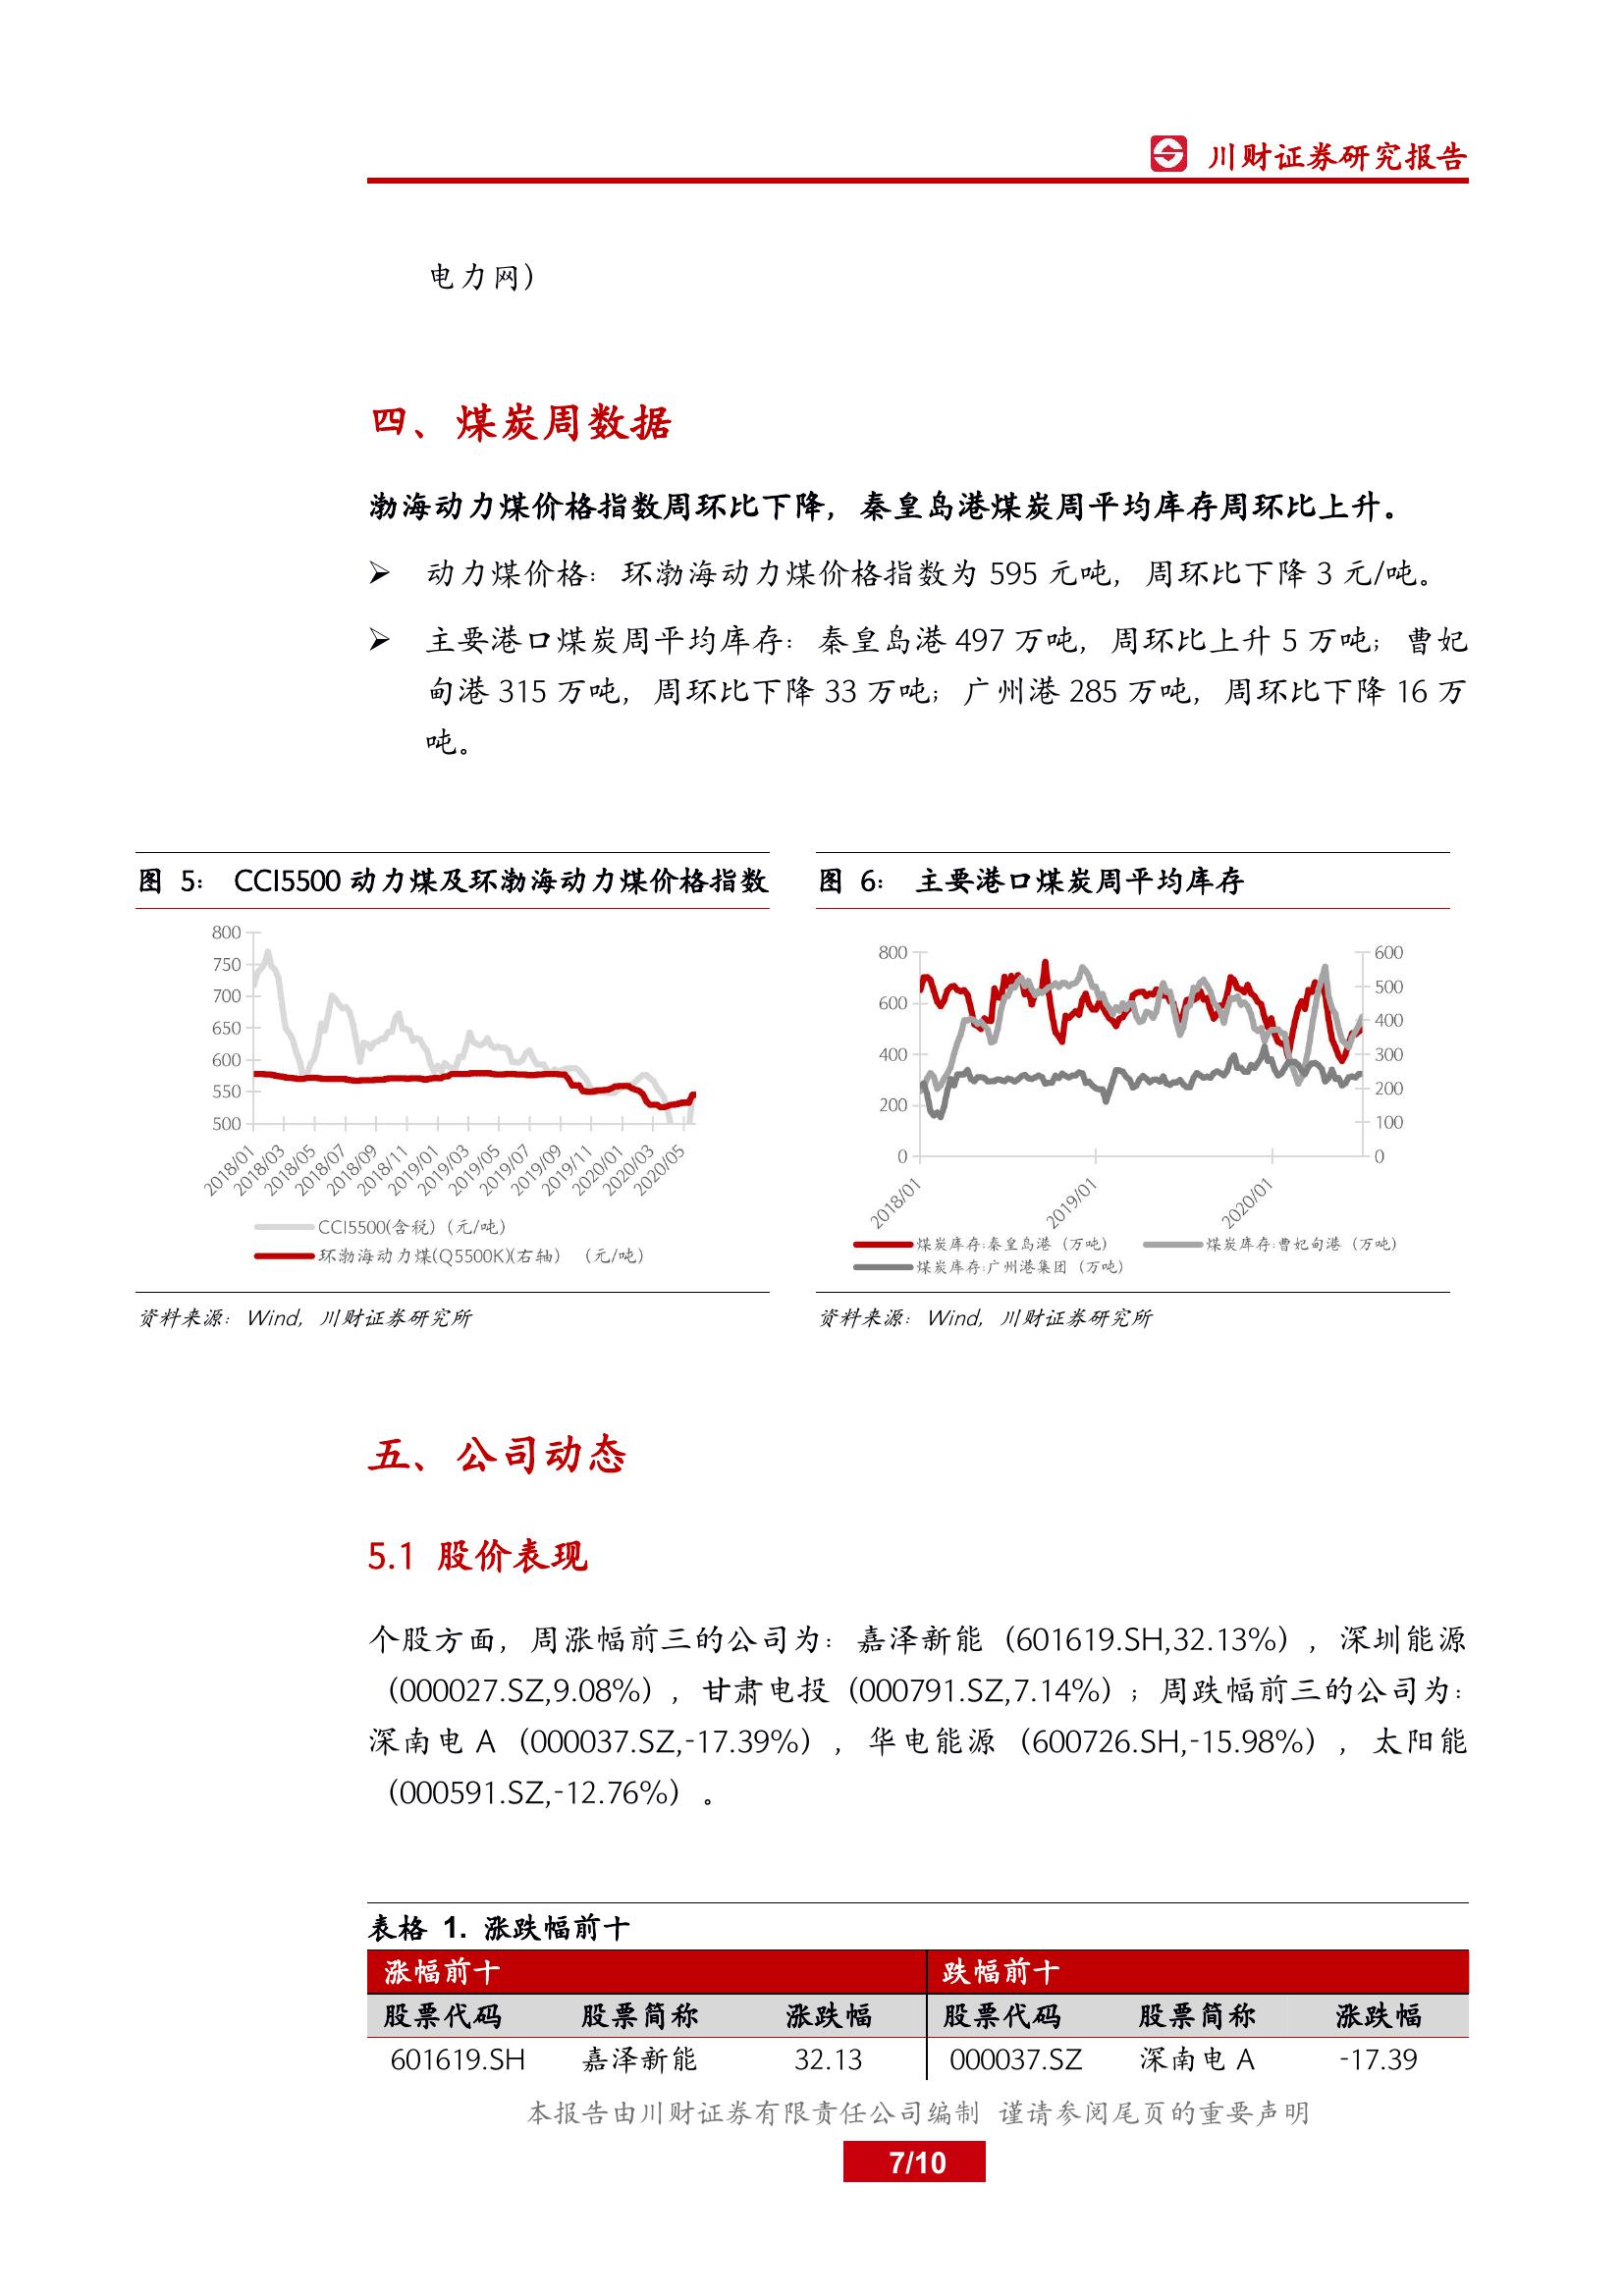 川财证券研究报告
电力网）
四、煤炭周数据
渤海动力煤价格指数周环比下降，秦皇岛港煤炭周平均库存周环比上升。
➢ 动力煤价格：环渤海动力煤价格指数为 595 元吨，周环比下降 3 元/吨。
➢ 主要港口煤炭周平均库存：秦皇岛港 497 万吨，周环比上升 5 万吨；曹妃
甸港 315 万吨，周环比下降 33 万吨；广州港 285 万吨，周环比下降 16 万
吨。
图 5： CCI5500 动力煤及环渤海动力煤价格指数
800
750
700
650
600
550
500
2018/01 2018/03 2018/05 2018/07 2018/09 2018/11 2019/01 2019/03 2019/05 2019/07 2019/09 2019/11 2020/01 2020/03 2020/05
CCI5500(含税)（元/吨）
环渤海动力煤(Q5500K)(右轴）（元/吨）
资料来源：Wind，川财证券研究所
图 6： 主要港口煤炭周平均库存
800 600
600 500
400 400
200 300
0 200
100
0
2018/01 2019/01 2020/01
煤炭库存:秦皇岛港（万吨） 煤炭库存:曹妃甸港（万吨）
煤炭库存:广州港集团（万吨）
资料来源：Wind，川财证券研究所
五、公司动态
5.1 股价表现
个股方面，周涨幅前三的公司为：嘉泽新能（601619.SH,32.13%），深圳能源
（000027.SZ,9.08%），甘肃电投（000791.SZ,7.14%）；周跌幅前三的公司为：
深南电 A（000037.SZ,-17.39%），华电能源（600726.SH,-15.98%），太阳能
（000591.SZ,-12.76%）。
表格 1. 涨跌幅前十
涨幅前十 跌幅前十
股票代码 股票简称 涨跌幅 股票代码 股票简称 涨跌幅
601619.SH 嘉泽新能 32.13 000037.SZ 深南电 A -17.39
本报告由川财证券有限责任公司编制 谨请参阅尾页的重要声明
7/10